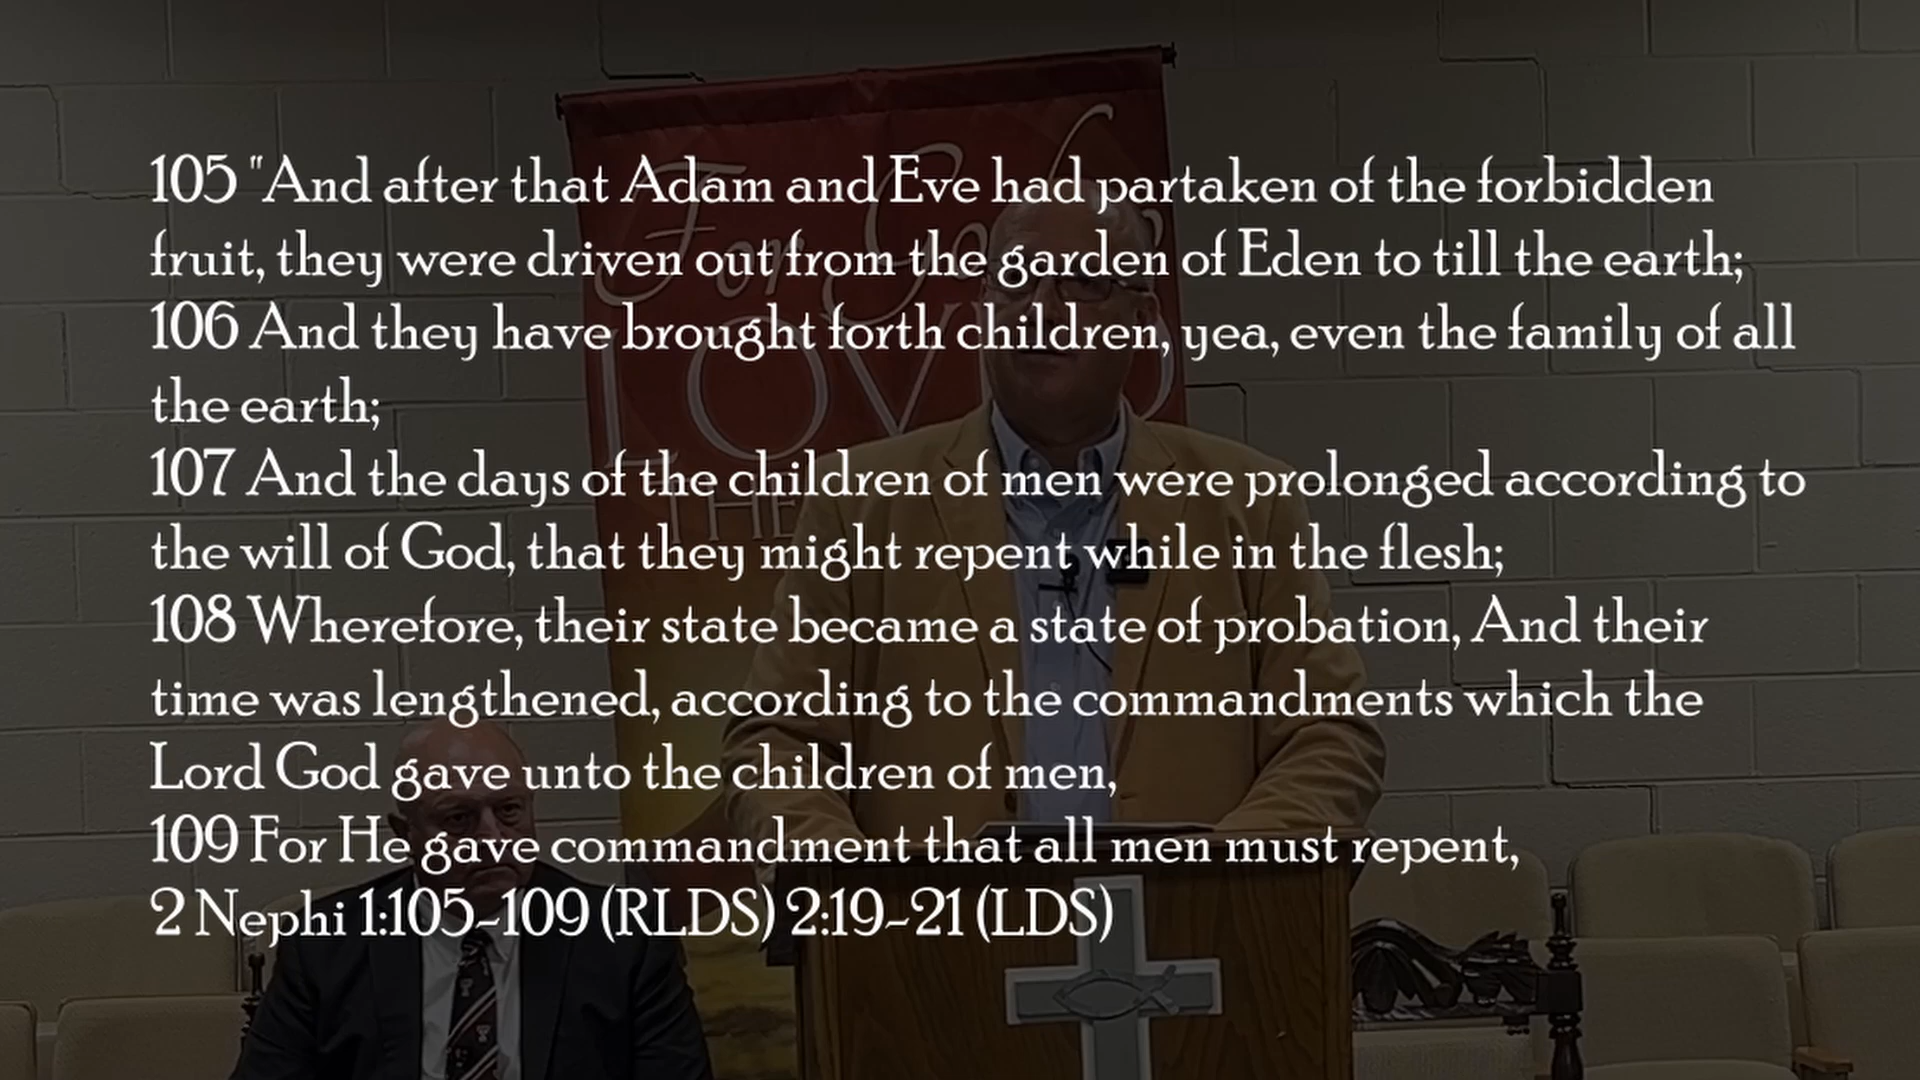 105 "And after that Adam and Eve had partaken of the forbidden
fruit, they were driven out from the garden of Eden to till the earth;
106 And they have brought forth children, yea, even the family of all
the earth;
107 And the days of the children of men were prolonged according to
the will of God, that they might repent while in the flesh;
108 Wherefore, their state became a state of probation, And their
time was lengthened, according to the commandments which the
Lord God gave unto the children of men,
109 For He gave commandment that all men must repent,
2 Nephi 1:105-109 (RLDS) 2:19-21 (LDS)
For God
LOV
THE